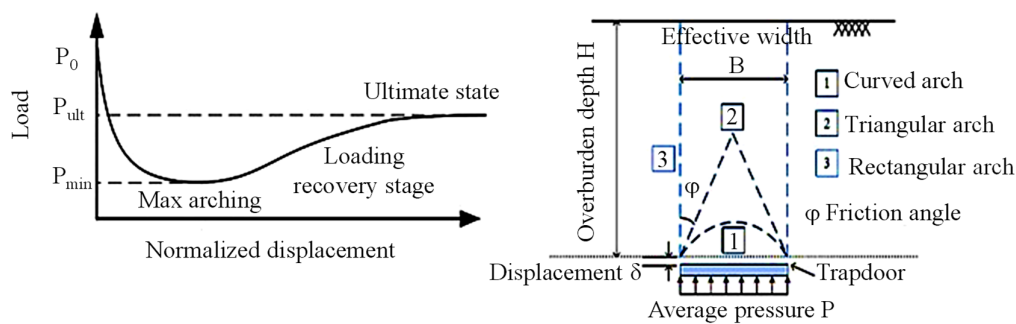 P0
Load
Pult
Pmin
Ultimate state
Loading
recovery stage
Max arching
Normalized displacement
Effective width
B
Overburden depth H
2
3
φ
1
1 Curved arch
2 Triangular arch
3 Rectangular arch
φ Friction angle
Displacement δ
Trapdoor
Average pressure P